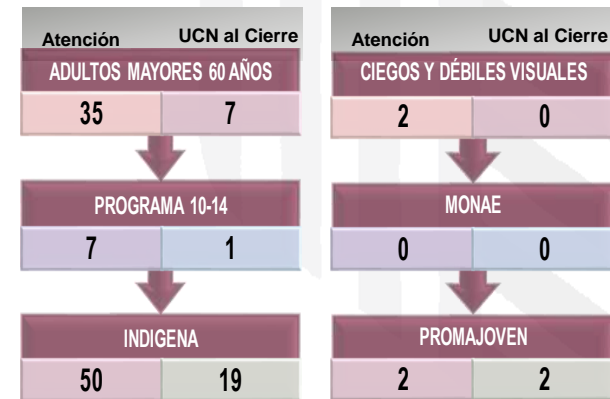 Atención UCN al Cierre
ADULTOS MAYORES 60 AÑOS
35 7
PROGRAMA 10-14
7 1
INDIGENA
50 19
Atención UCN al Cierre
CIEGOS Y DÉBILES VISUALES
2 0
MONAE
0 0
PROMAJOVEN
2 2